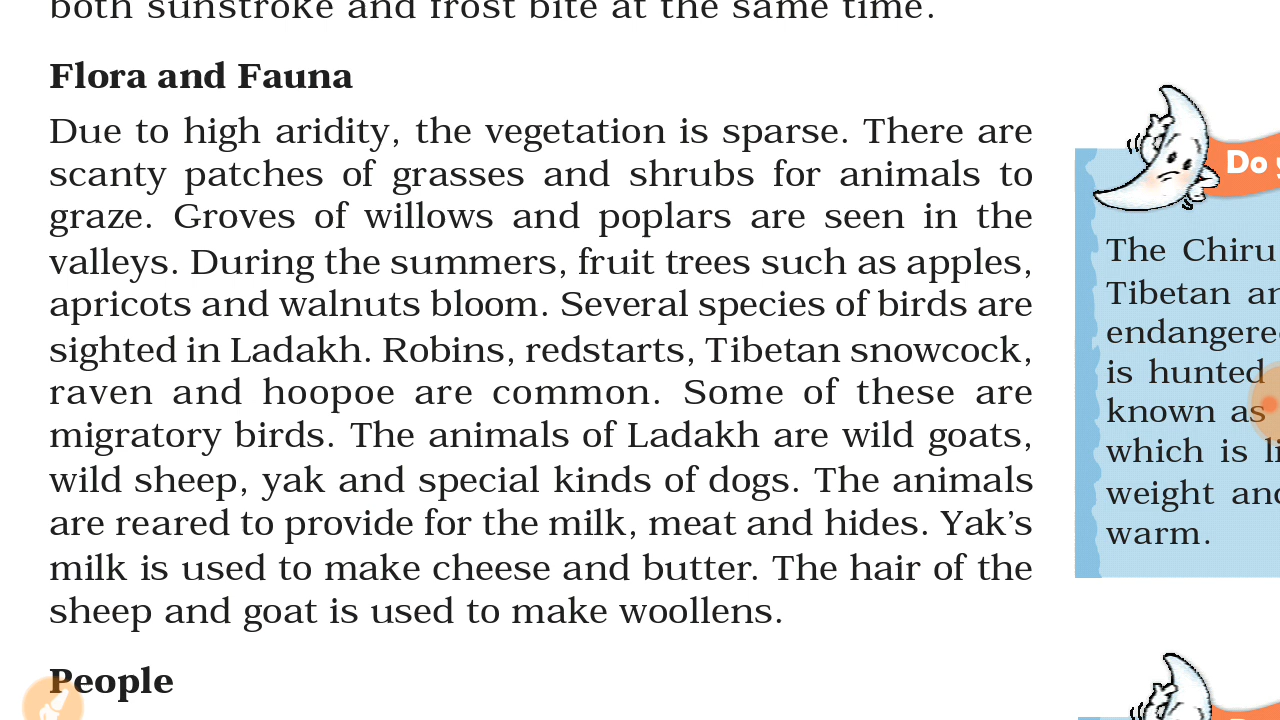 both sunstroke and frost bite at the same time.
Flora and Fauna
Due to high aridity, the vegetation is sparse. There are
scanty patches of grasses and shrubs for animals to
graze. Groves of willows and poplars are seen in the
valleys. During the summers, fruit trees such as apples,
apricots and walnuts bloom. Several species of birds are
sighted in Ladakh. Robins, redstarts, Tibetan snowcock,
raven and hoopoe are common. Some of these are
migratory birds. The animals of Ladakh are wild goats,
wild sheep, yak and special kinds of dogs. The animals
are reared to provide for the milk, meat and hides. Yak's
milk is used to make cheese and butter. The hair of the
sheep and goat is used to make woollens.
People
Do
The Chiru
Tibetan
is hunted
known as
which is
weight
warm.